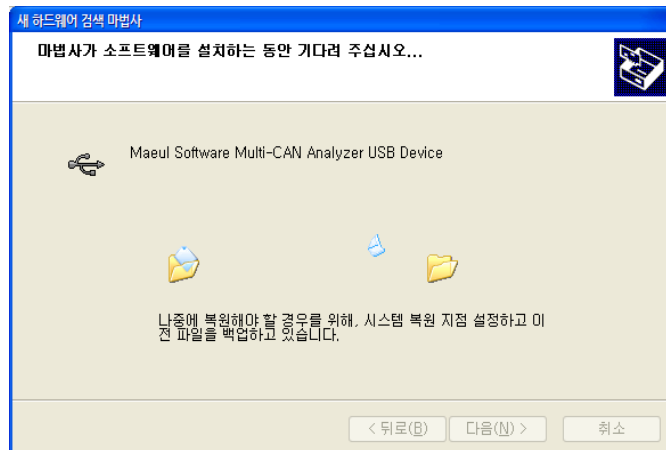 새 하드웨어 검색 마법사
마법사가 소프트웨어를 설치하는 동안 기다려 주십시오...
Maeul Software Multi-CAN Analyzer USB Device
나중에 복원해야 할 경우를 위해, 시스템 복원 지점 설정하고 이
전 파일을 백업하고 있습니다.
< 뒤로(B) 다음(N) > 취소